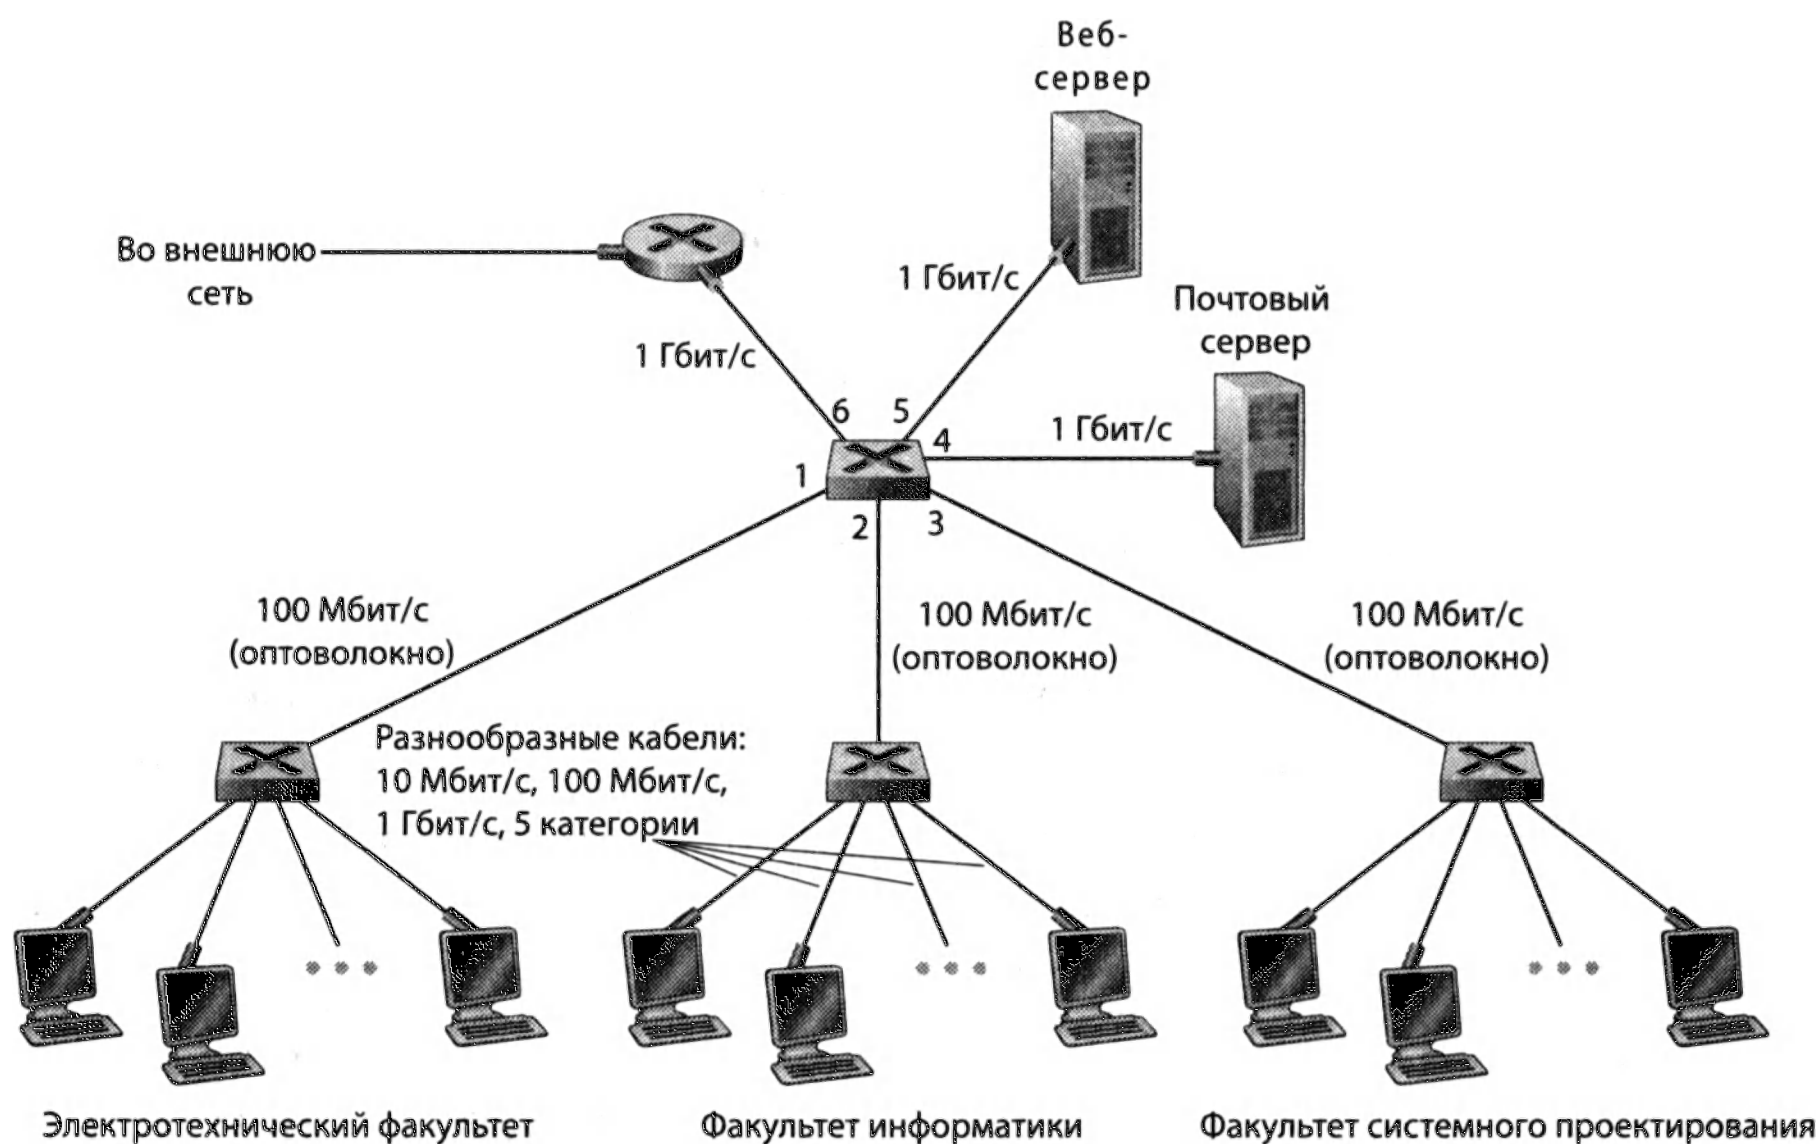 Веб-
сервер
Во внешнюю
сеть
1 Гбит/с
Почтовый
сервер
1 Гбит/с
6
5
4
1 Гбит/с
1
2
3
100 Мбит/с
(оптоволокно)
100 Мбит/с
(оптоволокно)
100 Мбит/с
(оптоволокно)
Разнообразные кабели:
10 Мбит/с, 100 Мбит/с,
1 Гбит/с, 5 категории
Электротехнический факультет
Факультет информатики
Факультет системного проектирования